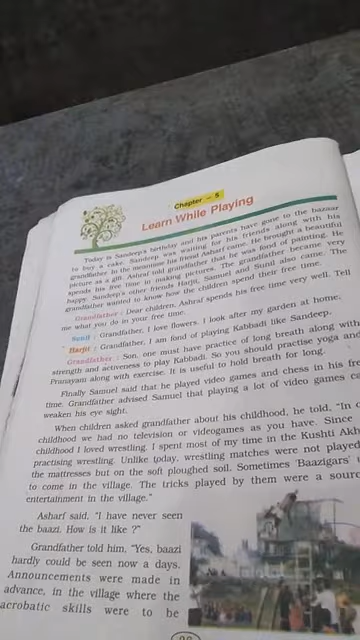 Chapter – 5
Learn While Playing
Today is Sandeep's birthday and his parents have gone to the bazaar
to buy a cake. Sandeep was waiting for his friends along with his
grandfather. In the meantime his friend Ashraf came. He brought a beautiful
picture as a gift. Ashraf told grandfather that he was fond of painting. He
spends his free time in making pictures. The grandfather became very
happy. Sandeep's other friends Harjit, Samuel and Sunil also came. The
grandfather wanted to know how the children spend their free time.
Grandfather : Dear children, Ashraf spends his free time very well. Tell
me what you do in your free time.
Sunil : Grandfather, I love flowers. I look after my garden at home.
Harjit : Grandfather, I am fond of playing Kabbadi like Sandeep.
Grandfather : Son, one must have practice of long breath along with
strength and activeness to play Kabbadi. So you should practise yoga and
Pranayam along with exercise. It is useful to hold breath for long.
Finally Samuel said that he played video games and chess in his free
time. Grandfather advised Samuel that playing a lot of video games
weaken his eye sight.
When children asked grandfather about his childhood, he told, "In
childhood we had no television or videogames as you have. Since
childhood I loved wrestling. I spent most of my time in the Kushti
practising wrestling. Unlike today, wrestling matches were not played
the mattresses but on the soft ploughed soil. Sometimes 'Baazigars'
to come in the village. The tricks played by them were a
entertainment in the village."
Ashraf said, "I have never seen
the baazi. How is it like ?"
Grandfather told him, "Yes, baazi
hardly could be seen now a days.
Announcements were made in
advance, in the village where the
acrobatic skills were to be